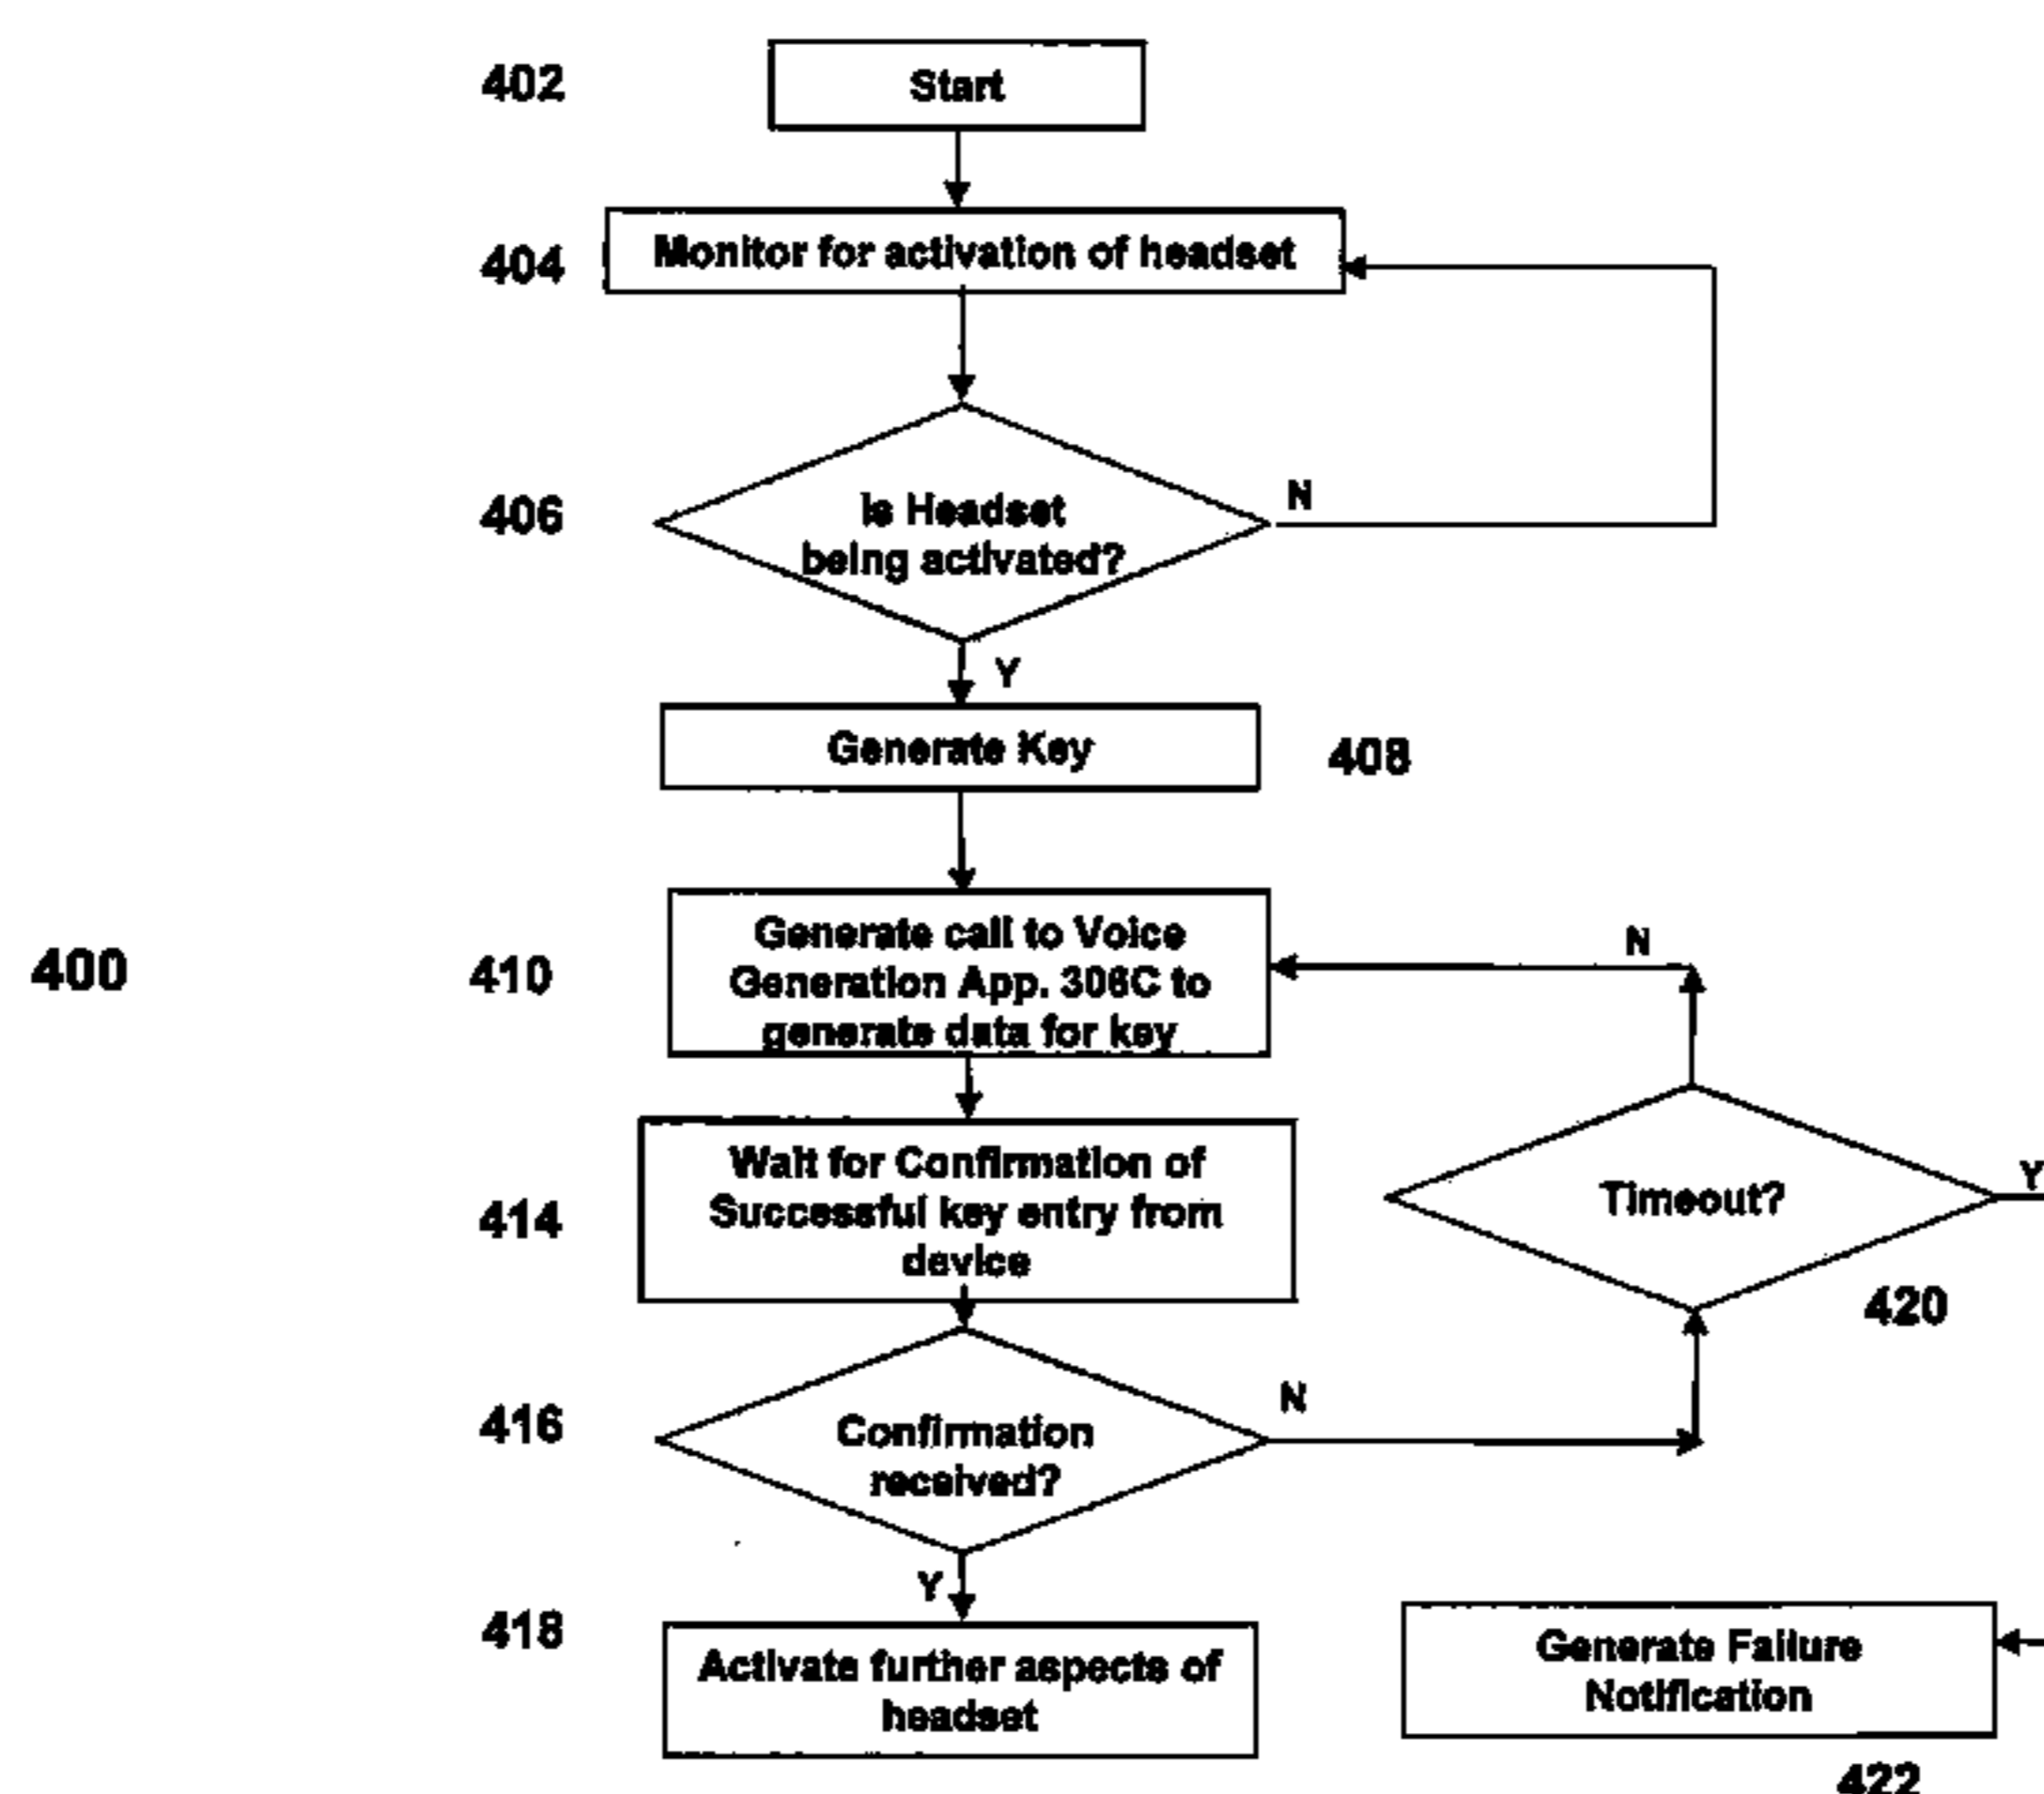 402
Start
404
Monitor for activation of headset
406
Is Headset
being activated?
N
Y
Generate Key
408
400
410
Generate call to Voice
Generation App. 306C to
generate data for key
N
414
Wait for Confirmation of
Successful key entry from
device
Timeout?
Y
420
416
Confirmation
received?
N
Y
418
Activate further aspects of
headset
Generate Failure
Notification
422